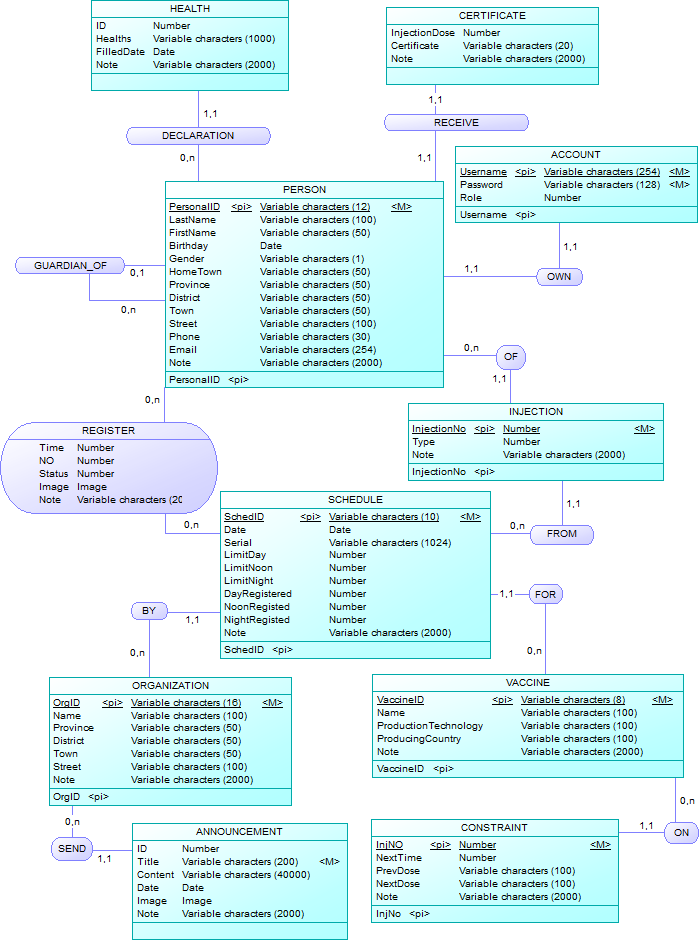 HEALTH
ID Number
Healths Variable characters (1000)
FilledDate Date
Note Variable characters (2000)
CERTIFICATE
InjectionDose Number
Certificate Variable characters (20)
Note Variable characters (2000)
1,1
DECLARATION
0,n
1,1
RECEIVE
1,1
ACCOUNT
Username <pi> Variable characters (254) <M>
Password Variable characters (128) <M>
Role Number
Username <pi>
PERSON
PersonalID <pi> Variable characters (12) <M>
LastName Variable characters (100)
FirstName Variable characters (50)
Birthday Date
Gender Variable characters (1)
HomeTown Variable characters (50)
Province Variable characters (50)
District Variable characters (50)
Town Variable characters (50)
Street Variable characters (100)
Phone Variable characters (30)
Email Variable characters (254)
Note Variable characters (2000)
PersonalID <pi>
GUARDIAN_OF
0,1
0,n
1,1
OWN
1,1
0,n
OF
1,1
INJECTION
InjectionNo <pi> Number <M>
Type Number
Note Variable characters (2000)
InjectionNo <pi>
0,n
REGISTER
Time Number
NO Number
Status Number
Image Image
Note Variable characters (20
0,n
1,1
FROM
0,n
SCHEDULE
SchedID <pi> Variable characters (10) <M>
Date Date
Serial Variable characters (1024)
LimitDay Number
LimitNoon Number
LimitNight Number
DayRegistered Number
NoonRegisted Number
NightRegisted Number
Note Variable characters (2000)
SchedID <pi>
BY
1,1
0,n
1,1
FOR
0,n
ORGANIZATION
OrgID <pi> Variable characters (16) <M>
Name Variable characters (100)
Province Variable characters (50)
District Variable characters (50)
Town Variable characters (50)
Street Variable characters (100)
Note Variable characters (2000)
OrgID <pi>
VACCINE
VaccineID <pi> Variable characters (8) <M>
Name Variable characters (100)
ProductionTechnology Variable characters (100)
ProducingCountry Variable characters (100)
Note Variable characters (2000)
VaccineID <pi>
0,n
SEND
1,1
ANNOUNCEMENT
ID Number
Title Variable characters (200) <M>
Content Variable characters (40000)
Date Date
Image Image
Note Variable characters (2000)
CONSTRAINT
InjNO <pi> Number <M>
NextTime Number
PrevDose Variable characters (100)
NextDose Variable characters (100)
Note Variable characters (2000)
InjNo <pi>
0,n
ON
1,1